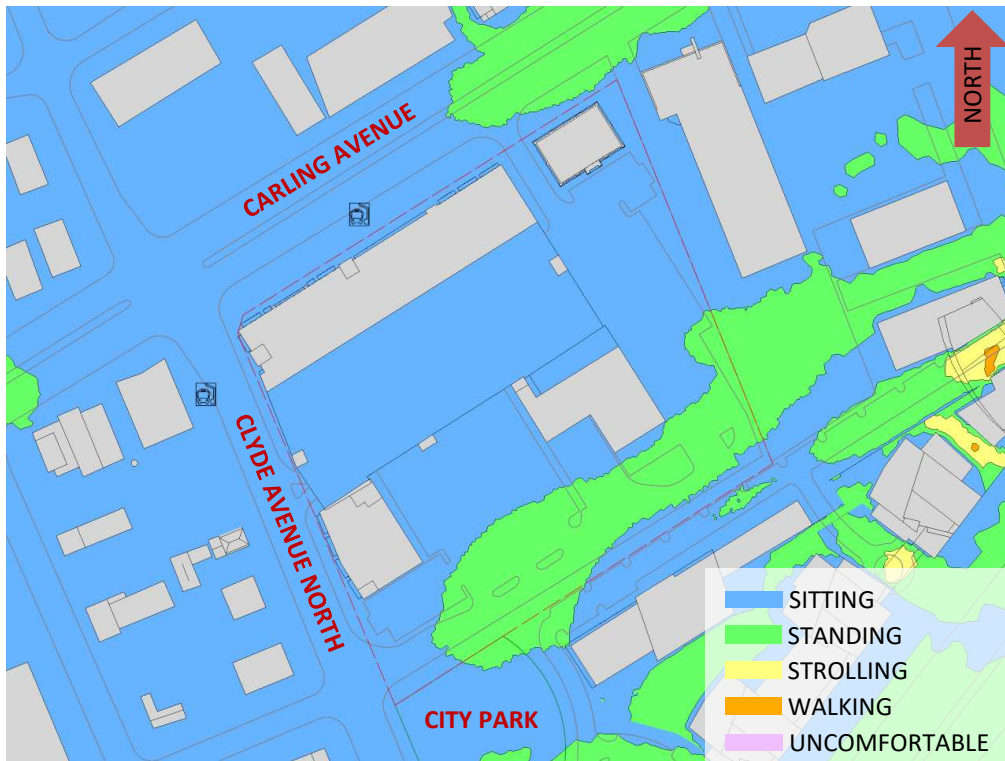 NORTH
CARLING AVENUE
CLYDE AVENUE NORTH
CITY PARK
SITTING
STANDING
STROLLING
WALKING
UNCOMFORTABLE